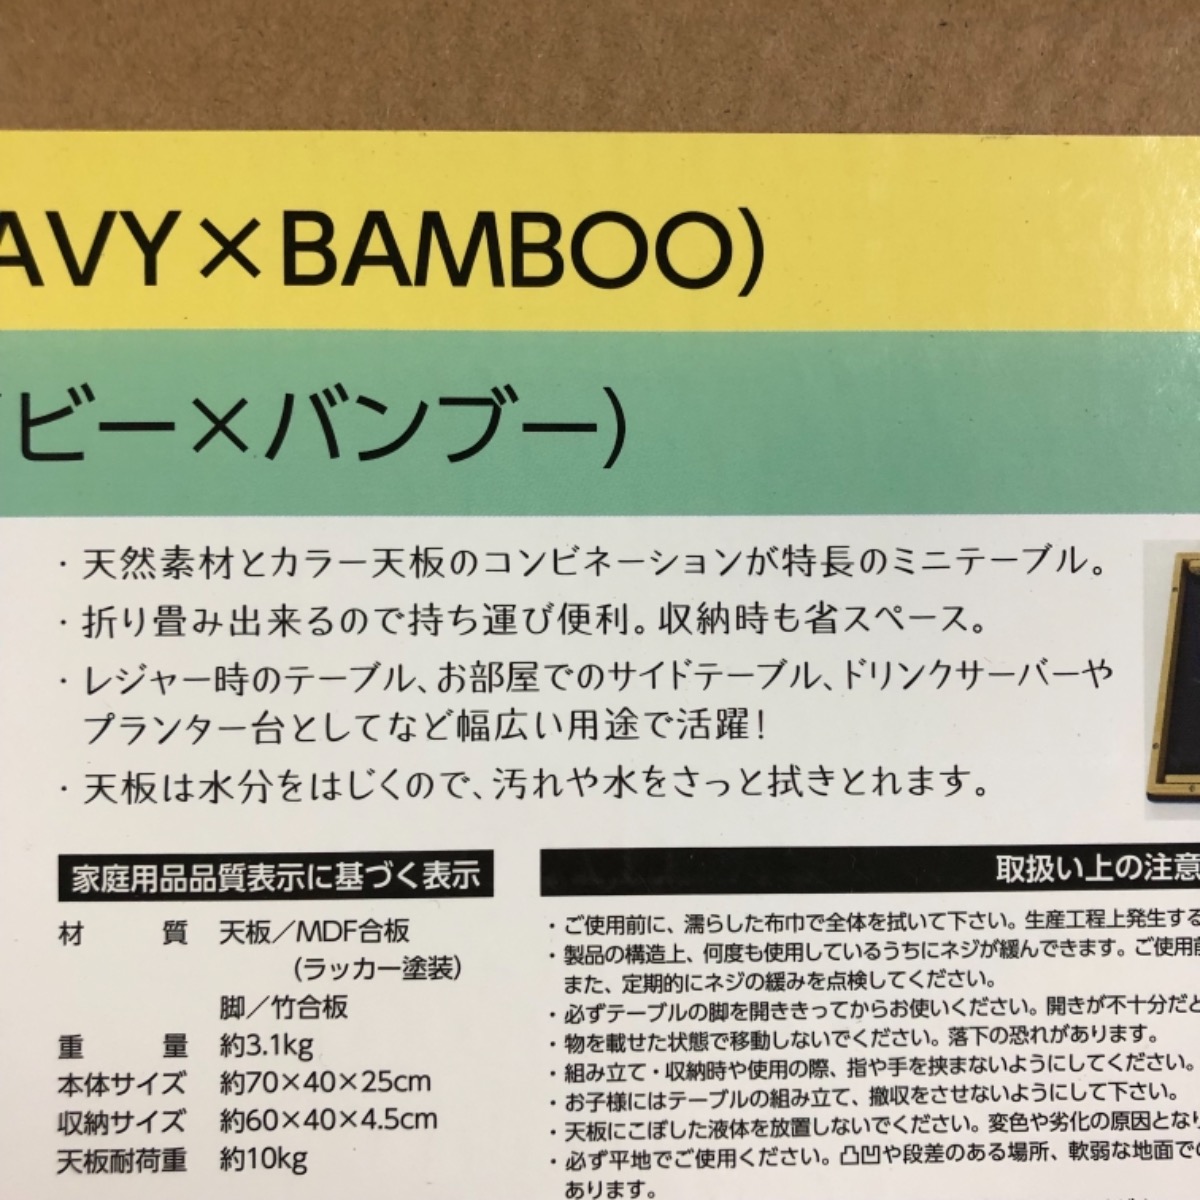 AVY×BAMBOO)
ビー×バンブー)
・天然素材とカラー天板のコンビネーションが特長のミニテーブル。
・折り畳み出来るので持ち運び便利。収納時も省スペース。
・レジャー時のテーブル、お部屋でのサイドテーブル、ドリンクサーバーや
プランター台としてなど幅広い用途で活躍!
・天板は水分をはじくので、汚れや水をさっと拭きとれます。
家庭用品品質表示に基づく表示
材 質 天板/MDF合板
(ラッカー塗装)
脚/竹合板
重 量 約3.1kg
本体サイズ 約70×40×25cm
収納サイズ 約60×40×4.5cm
天板耐荷重 約10kg
取扱い上の注意
・ご使用前に、濡らした布巾で全体を拭いて下さい。生産工程上発生する
・製品の構造上、何度も使用しているうちにネジが緩んできます。ご使用前
また、定期的にネジの緩みを点検してください。
・必ずテーブルの脚を開ききってからお使いください。開きが不十分だと
・物を載せた状態で移動しないでください。落下の恐れがあります。
・組み立て・収納時や使用の際、指や手を挟まないようにしてください。
・お子様にはテーブルの組み立て、撤収をさせないようにして下さい。
・天板にこぼした液体を放置しないでください。変色や劣化の原因となり
・必ず平地でご使用ください。凸凹や段差のある場所、軟弱な地面での
あります。